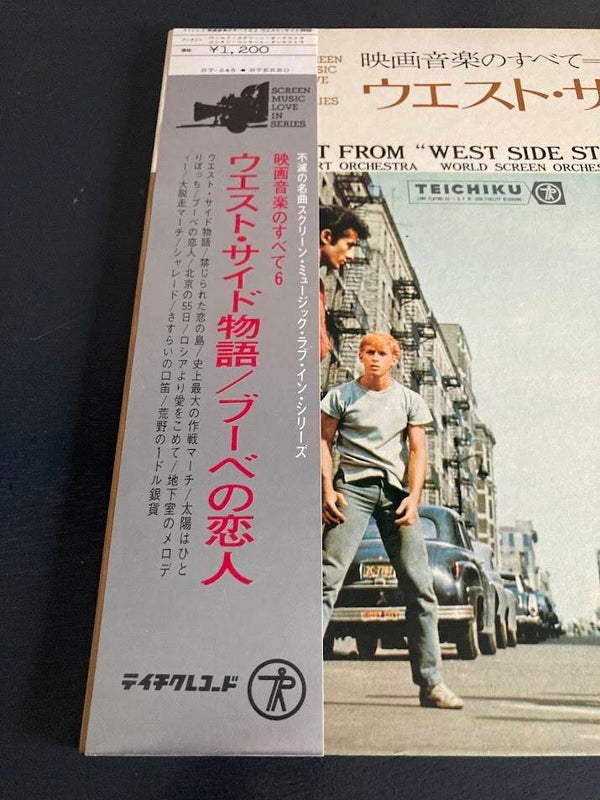 ¥1,200
BT-245 ● STEREO
SCREEN
MUSIC
LOVE
IN
SERIES
不滅の名曲スクリーン・ミュージック・ラブ・イン・シリーズ
映画音楽のすべて6
ウエスト・サイド物語/ブーベの恋人
ウエスト・サイド物語/禁じられた恋の島/史上最大の作戦マーチ/太陽はひと
りぼっち/ブーベの恋人/北京の55日/ロシアより愛をこめて/地下室のメロデ
ィー/大脱走マーチ/シャレード/さすらいの口笛/荒野の1ドル銀貨
テイチクレコード
映画音楽のすべて=
ウエスト・サ
T FROM “WEST SIDE ST
RT ORCHESTRA WORLD SCREEN ORCHES
TEICHIKU